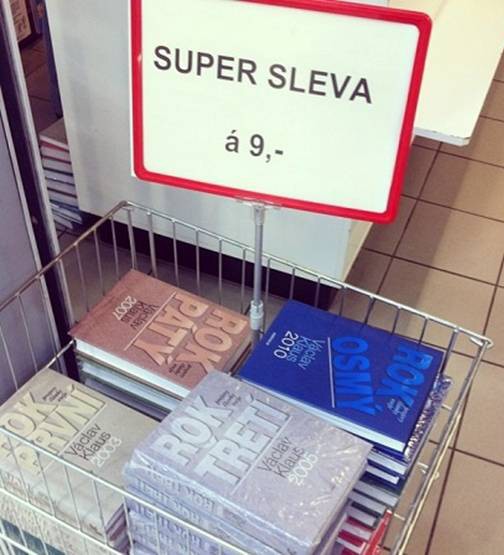 SUPER SLEVA
á 9,-
ROK
PÁTÝ
Václav
Klaus
2007
ROK
OSMÝ
Václav
Klaus
2010
ROK
PRVNÍ
Václav
Klaus
2003
ROK
TŘETÍ
Václav
Klaus
2005